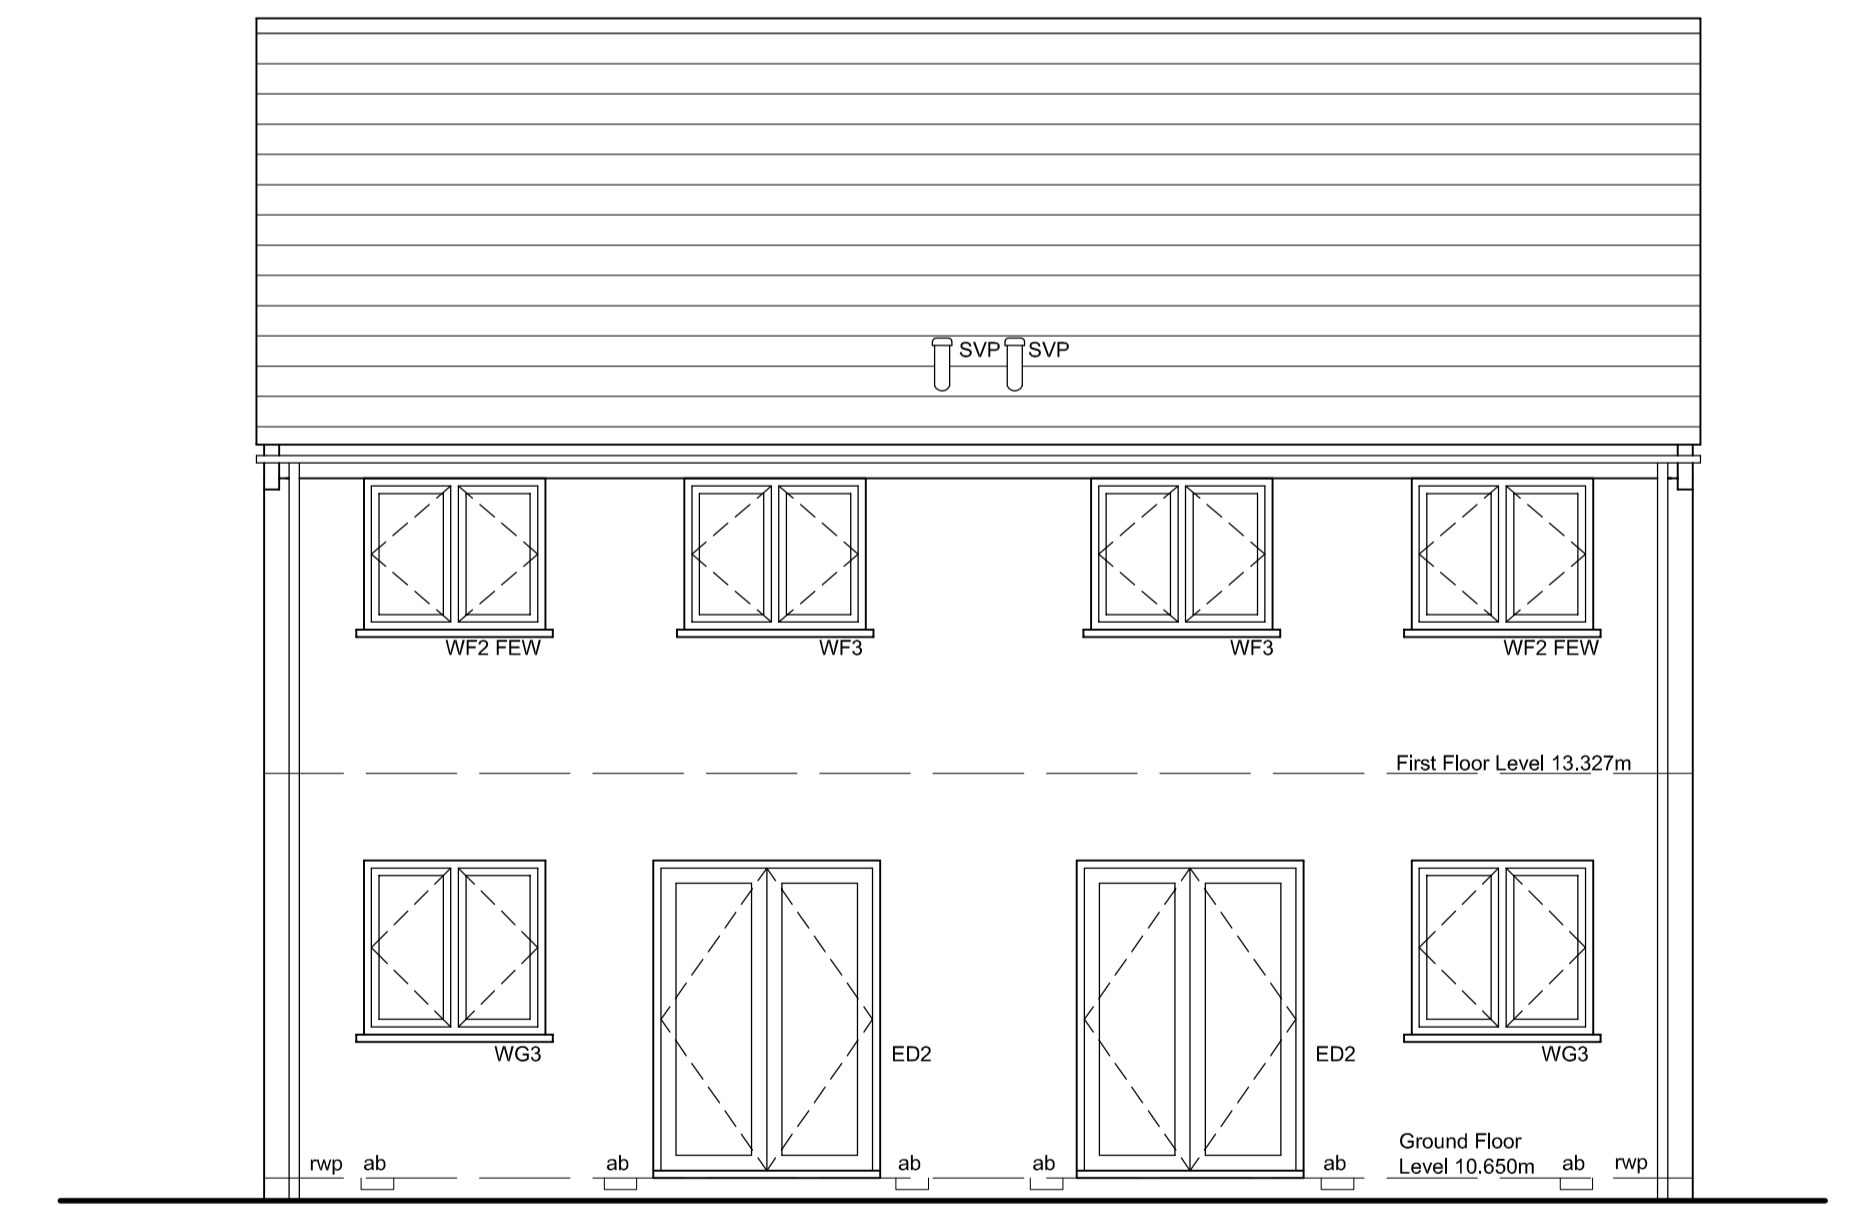 SVP SVP
WF2 FEW WF3 WF3 WF2 FEW
First Floor Level 13.327m
WG3 ED2 ED2 WG3
Ground Floor
Level 10.650m
rwp ab ab ab ab ab ab rwp